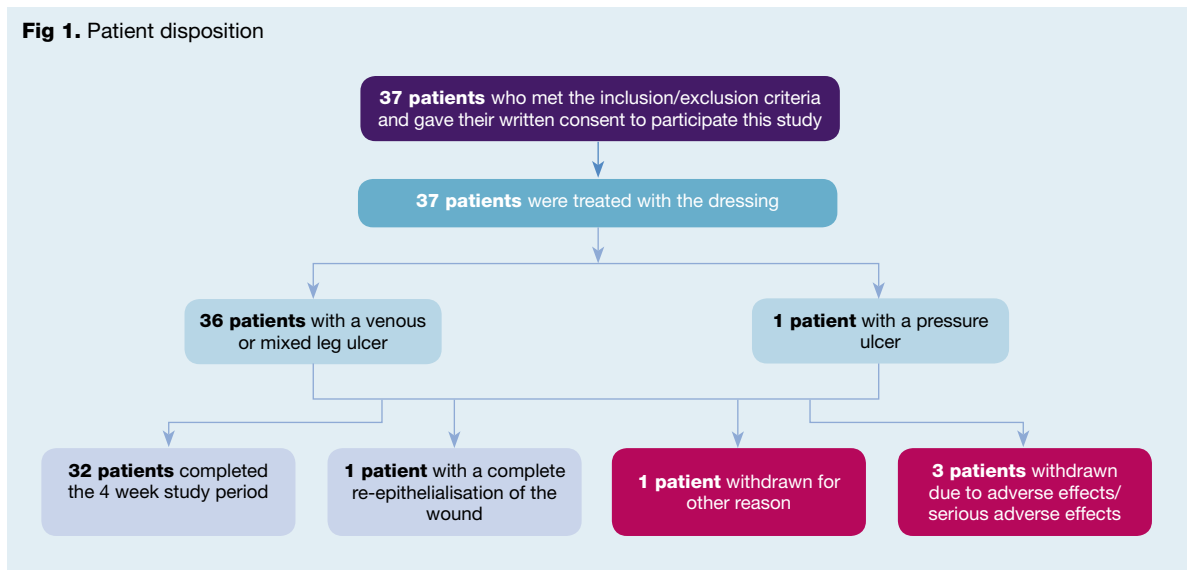 Fig 1. Patient disposition
37 patients who met the inclusion/exclusion criteria
and gave their written consent to participate this study
37 patients were treated with the dressing
36 patients with a venous
or mixed leg ulcer
1 patient with a pressure
ulcer
32 patients completed
the 4 week study period
1 patient with a complete
re-epithelialisation of the
wound
1 patient withdrawn for
other reason
3 patients withdrawn
due to adverse effects/
serious adverse effects